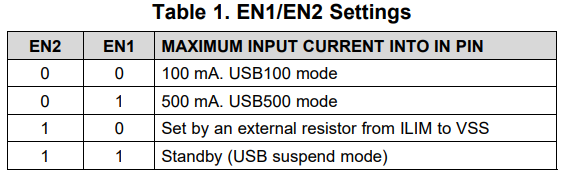 Table 1. EN1/EN2 Settings
EN2 EN1 MAXIMUM INPUT CURRENT INTO IN PIN
0 0 100 mA. USB100 mode
0 1 500 mA. USB500 mode
1 0 Set by an external resistor from ILIM to VSS
1 1 Standby (USB suspend mode)